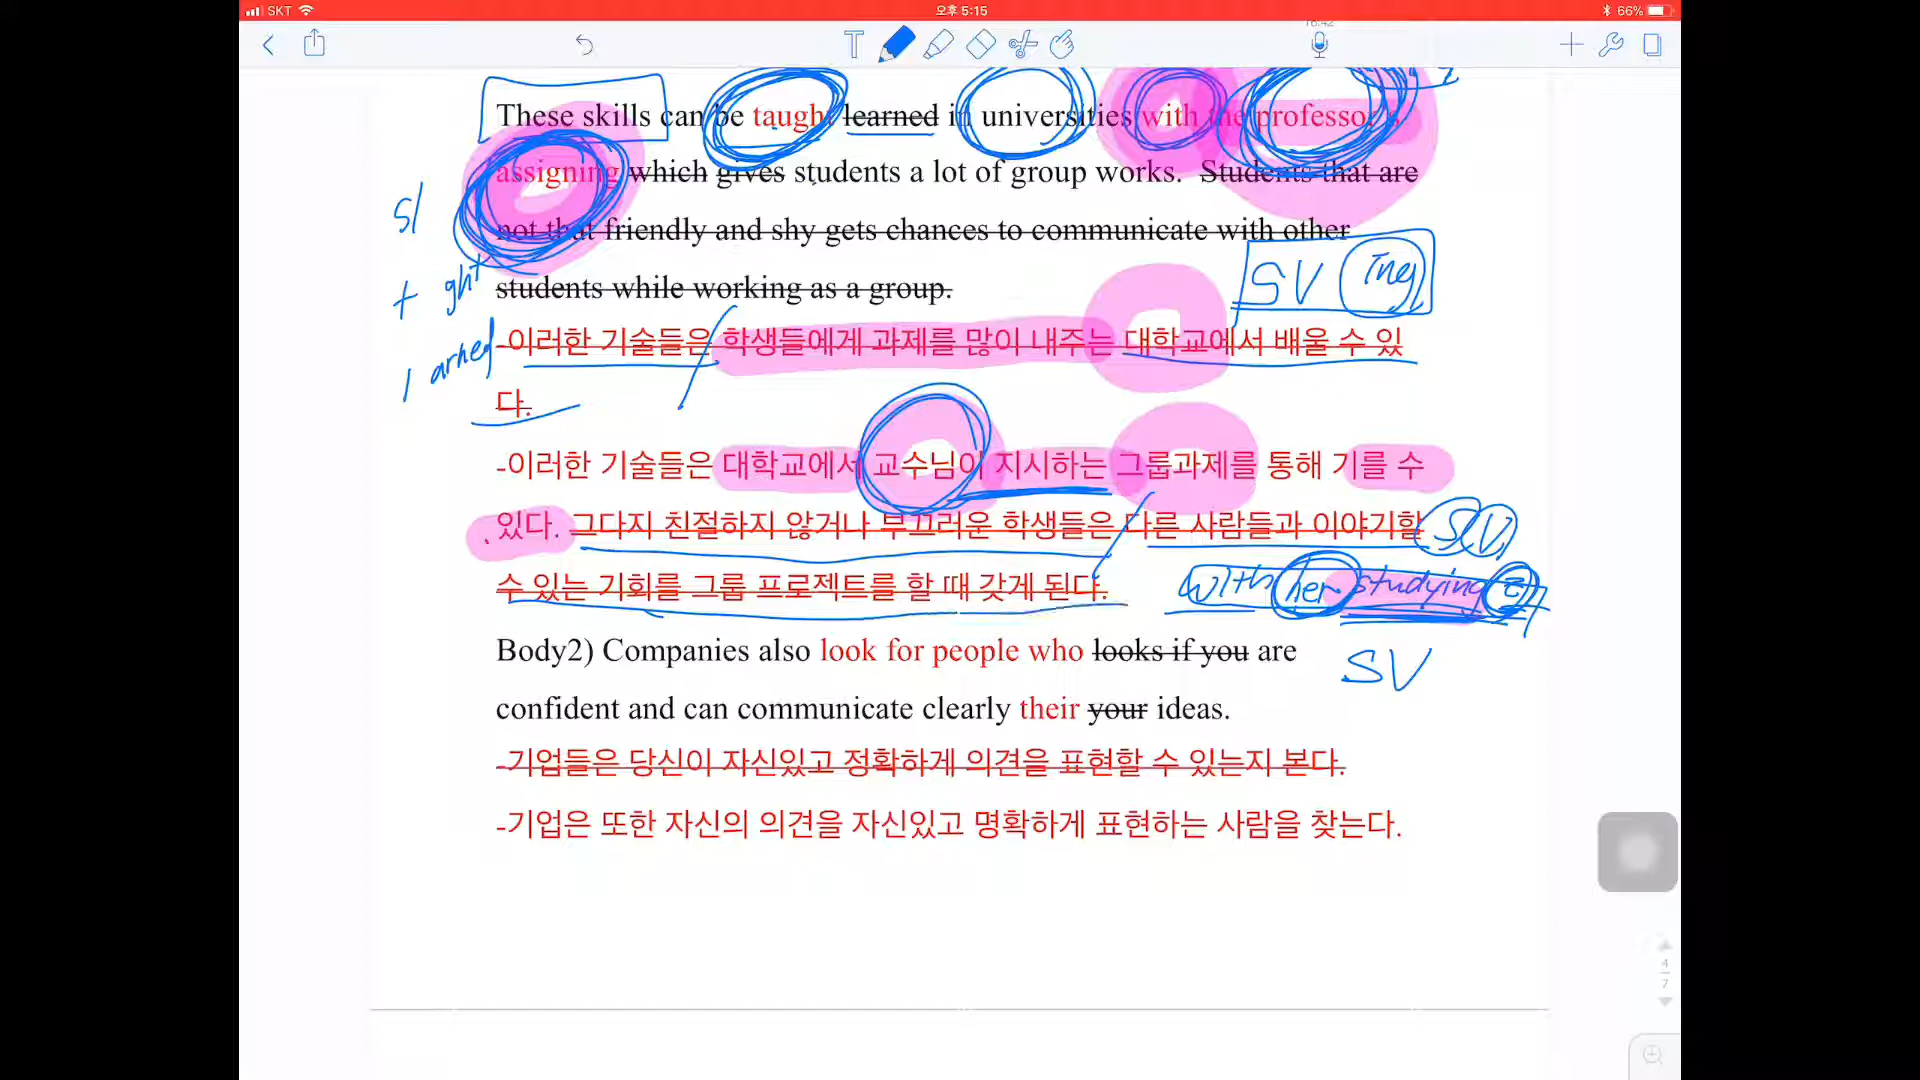 SKT 오후 5:15 66%
T
These skills can be taught learned in universities with the professor's
assigning which gives students a lot of group works. Students that are
not that friendly and shy gets chances to communicate with other
students while working as a group.
SV ing
-이러한 기술들은 학생들에게 과제를 많이 내주는 대학교에서 배울 수 있
다.
-이러한 기술들은 대학교에서 교수님이 지시하는 그룹과제를 통해 기를 수
있다. 그다지 친절하지 않거나 부끄러운 학생들은 다른 사람들과 이야기할
SV
수 있는 기회를 그룹 프로젝트를 할 때 갖게 된다.
with her studying
Body2) Companies also look for people who looks if you are
SV
confident and can communicate clearly their your ideas.
-기업들은 당신이 자신있고 정확하게 의견을 표현할 수 있는지 본다.
-기업은 또한 자신의 의견을 자신있고 명확하게 표현하는 사람을 찾는다.
4
7